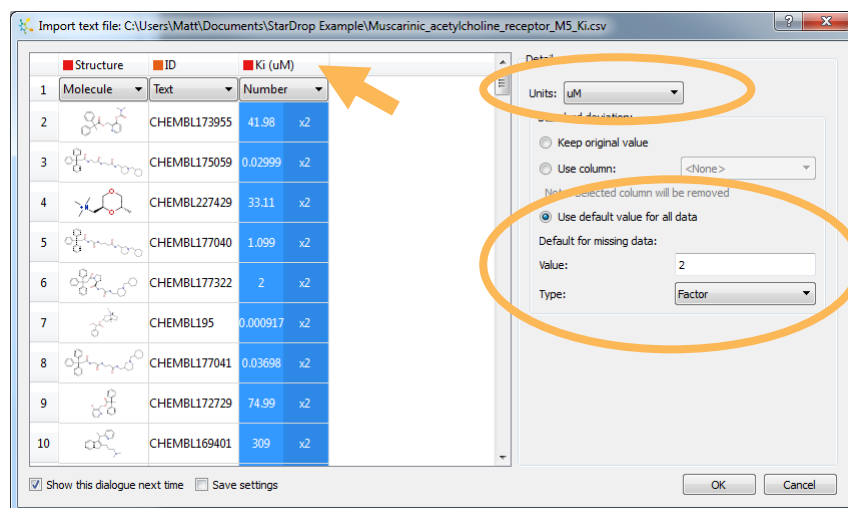 Import text file: C:\Users\Matt\Documents\StarDrop Example\Muscarinic_acetylcholine_receptor_M5_Ki.csv
Structure ID Ki (uM)
1 Molecule Text Number
2 CHEMBL173955 41.98 x2
3 CHEMBL175059 0.02999 x2
4 CHEMBL227429 33.11 x2
5 CHEMBL177040 1.099 x2
6 CHEMBL177322 2 x2
7 CHEMBL195 0.000917 x2
8 CHEMBL177041 0.03698 x2
9 CHEMBL172729 74.99 x2
10 CHEMBL169401 309 x2
Units: uM
Keep original value
Use column: <None>
selected column will be removed
Use default value for all data
Default for missing data:
Value: 2
Type: Factor
Show this dialogue next time Save settings
OK Cancel